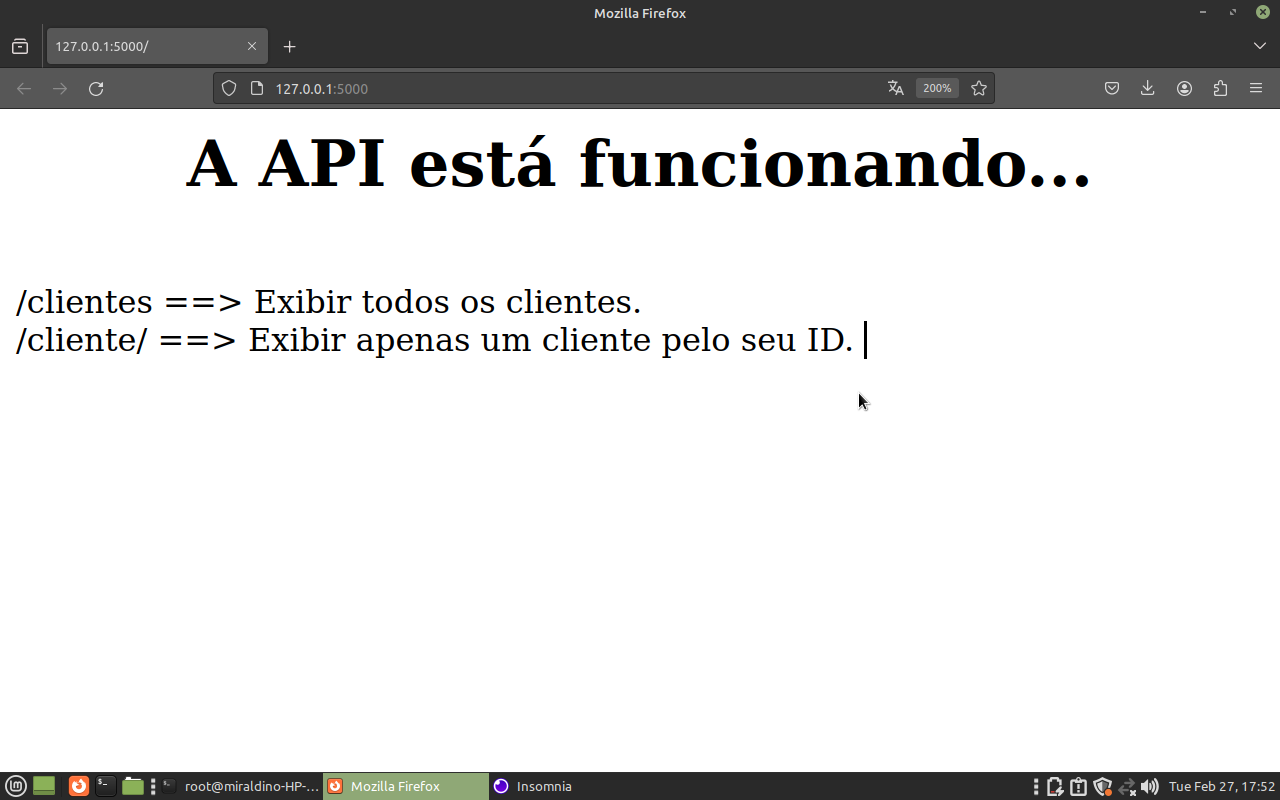 Mozilla Firefox
127.0.0.1:5000/
127.0.0.1:5000
200%
A API está funcionando...
/clientes ==> Exibir todos os clientes.
/cliente/ ==> Exibir apenas um cliente pelo seu ID.
root@miraldino-HP-... Mozilla Firefox Insomnia Tue Feb 27, 17:52